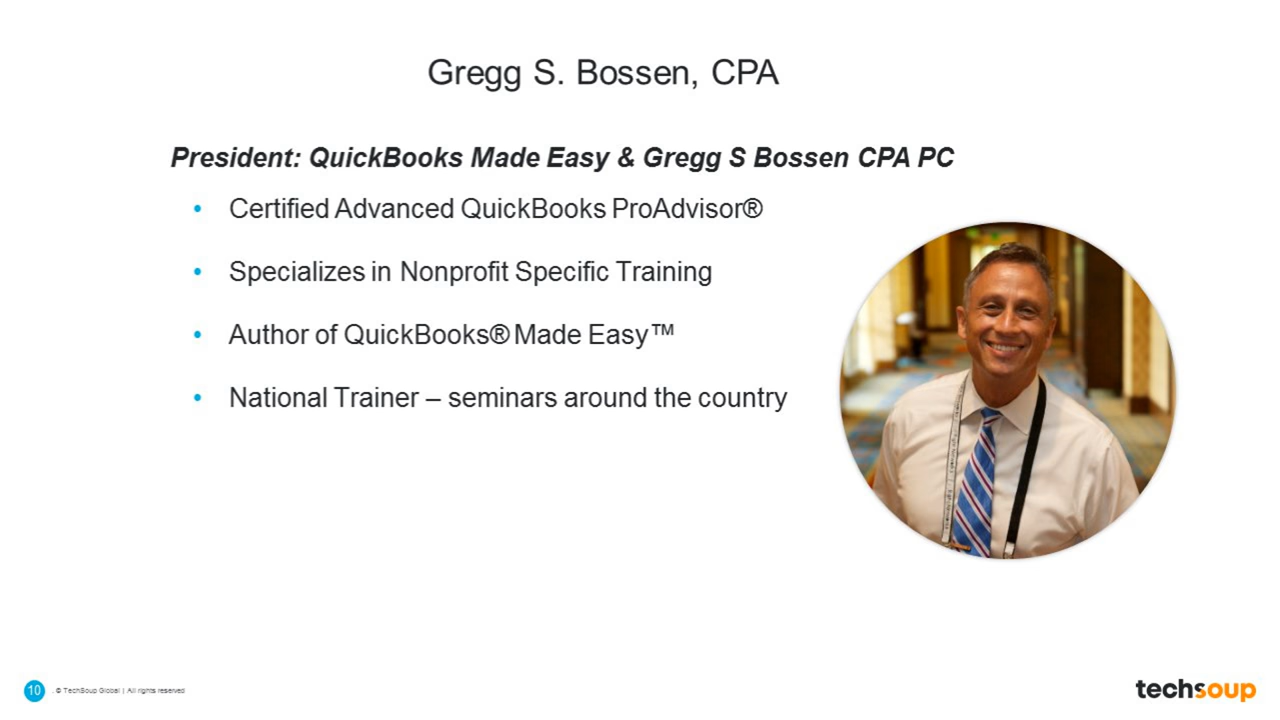 Gregg S. Bossen, CPA
President: QuickBooks Made Easy & Gregg S Bossen CPA PC
• Certified Advanced QuickBooks ProAdvisor®
• Specializes in Nonprofit Specific Training
• Author of QuickBooks® Made Easy™
• National Trainer – seminars around the country
10 . © TechSoup Global | All rights reserved
techsoup